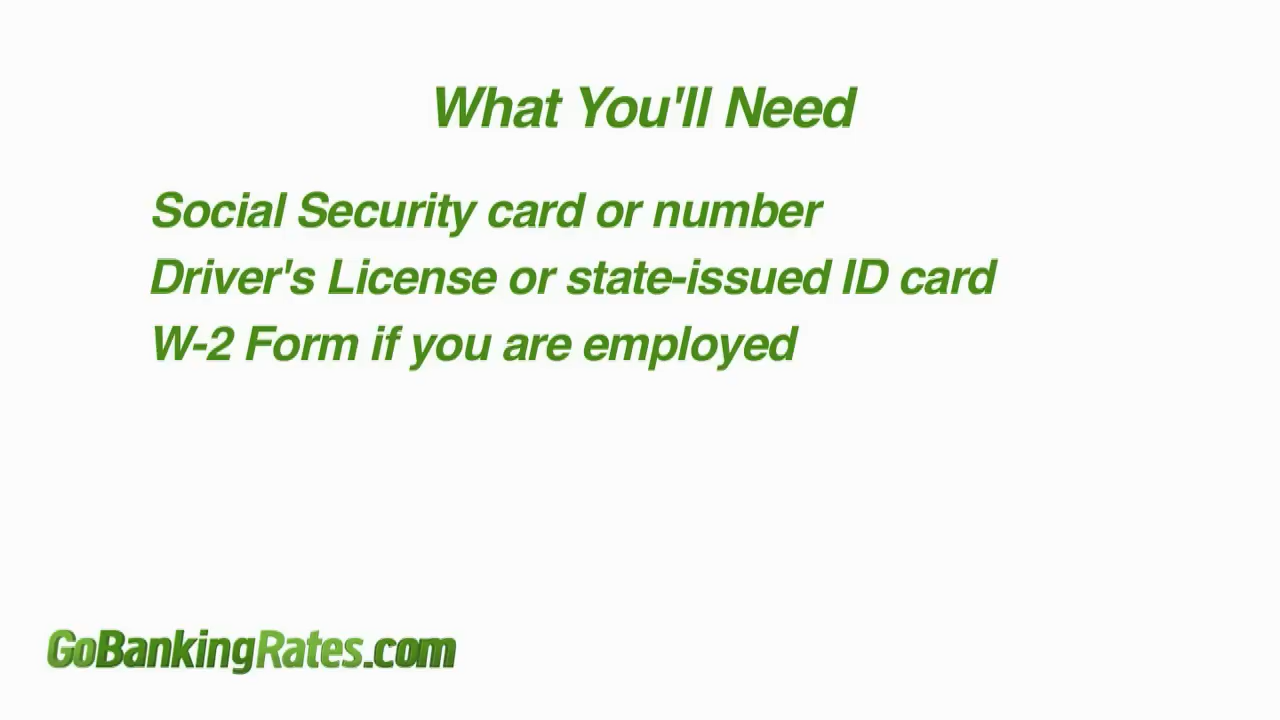 What You'll Need
Social Security card or number
Driver's License or state-issued ID card
W-2 Form if you are employed
GoBankingRates.com